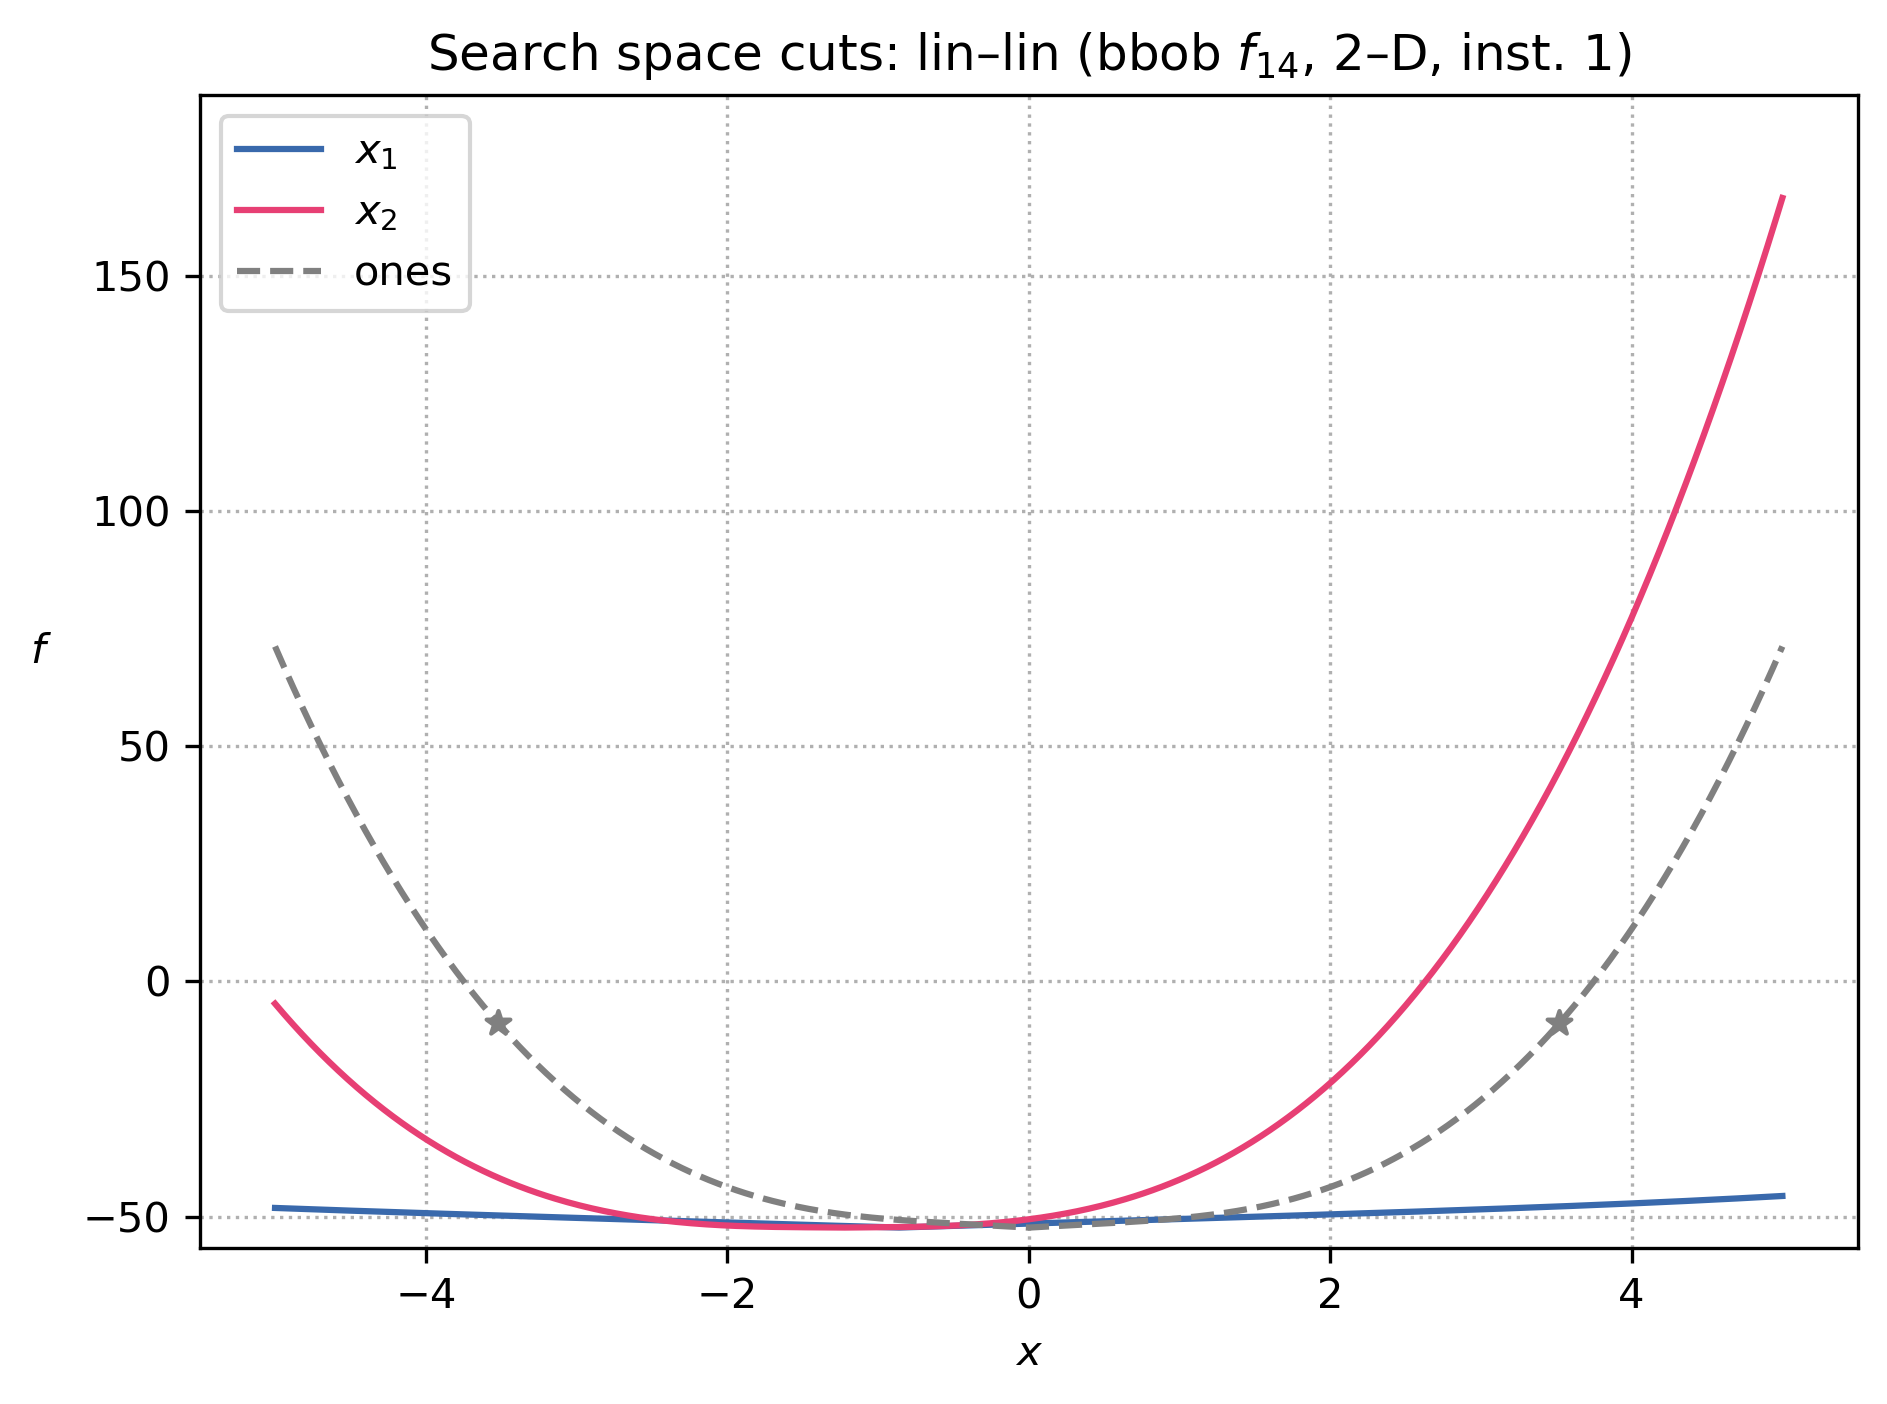 Search space cuts: lin–lin (bbob f₁₄, 2–D, inst. 1)
x₁
x₂
ones
150
100
50
0
−50
f
−4
−2
0
2
4
x